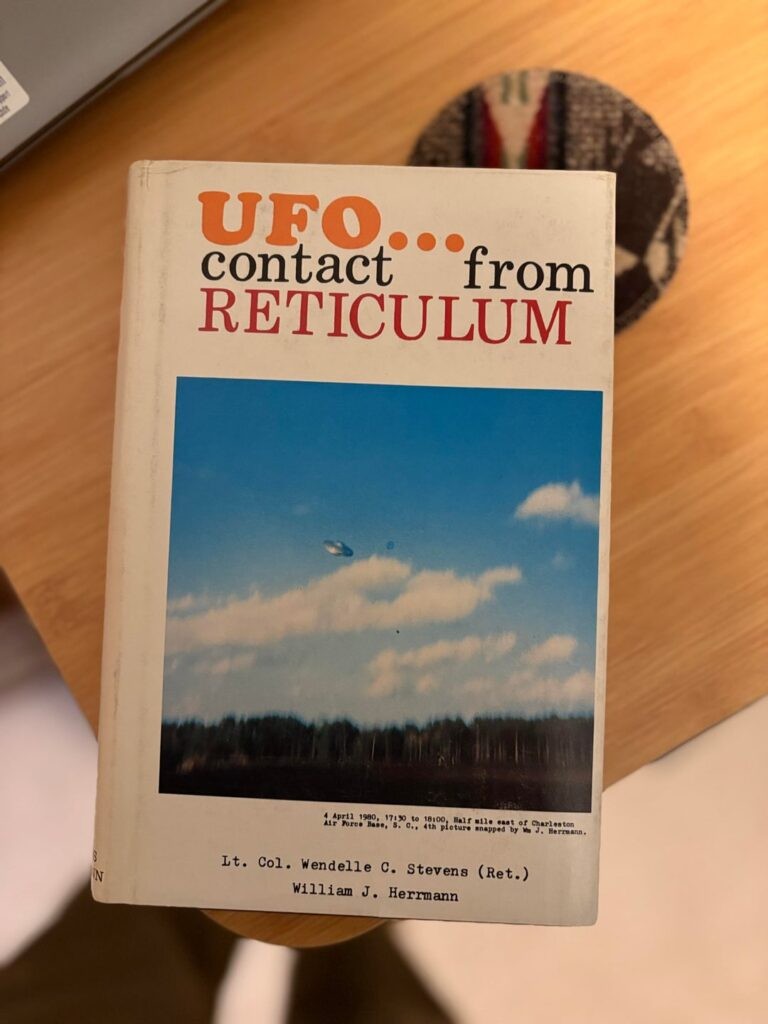 UFO...
contact from
RETICULUM
4 April 1980, 17:30 to 18:00, Half mile east of Charleston
Air Force Base, S. C., 4th picture snapped by Wm J. Herrmann.
Lt. Col. Wendelle C. Stevens (Ret.)
William J. Herrmann